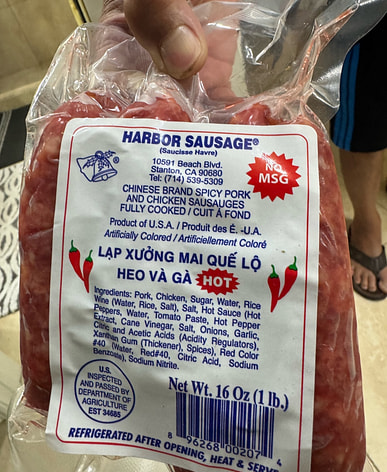 HARBOR SAUSAGE®
(Saucisse Havre)
10591 Beach Blvd.
Stanton, CA 90680
Tel: (714) 539-5309
NO
MSG
CHINESE BRAND SPICY PORK
AND CHICKEN SAUSAUGES
FULLY COOKED / CUIT Á FOND
Product of U.S.A. / Produit des É. -U.A.
Artificially Colored / Artificiellement Coloré
LẠP XƯỞNG MAI QUẾ LỘ
HEO VÀ GÀ HOT
Ingredients: Pork, Chicken, Sugar, Water, Rice
Wine (Water, Rice, Salt), Salt, Hot Sauce (Hot
Peppers, Water, Tomato Paste, Hot Pepper
Extract, Cane Vinegar, Salt, Onions, Garlic,
Citric and Acetic Acids (Acidity Regulators),
Xanthan Gum (Thickener), Spices), Red Color
#40 (Water, Red#40, Citric Acid, Sodium
Benzoate), Sodium Nitrite.
U.S.
INSPECTED
AND PASSED BY
DEPARTMENT OF
AGRICULTURE
EST 34685
Net Wt. 16 Oz (1 lb.)
8 96268 00207 4
REFRIGERATED AFTER OPENING, HEAT & SERVE